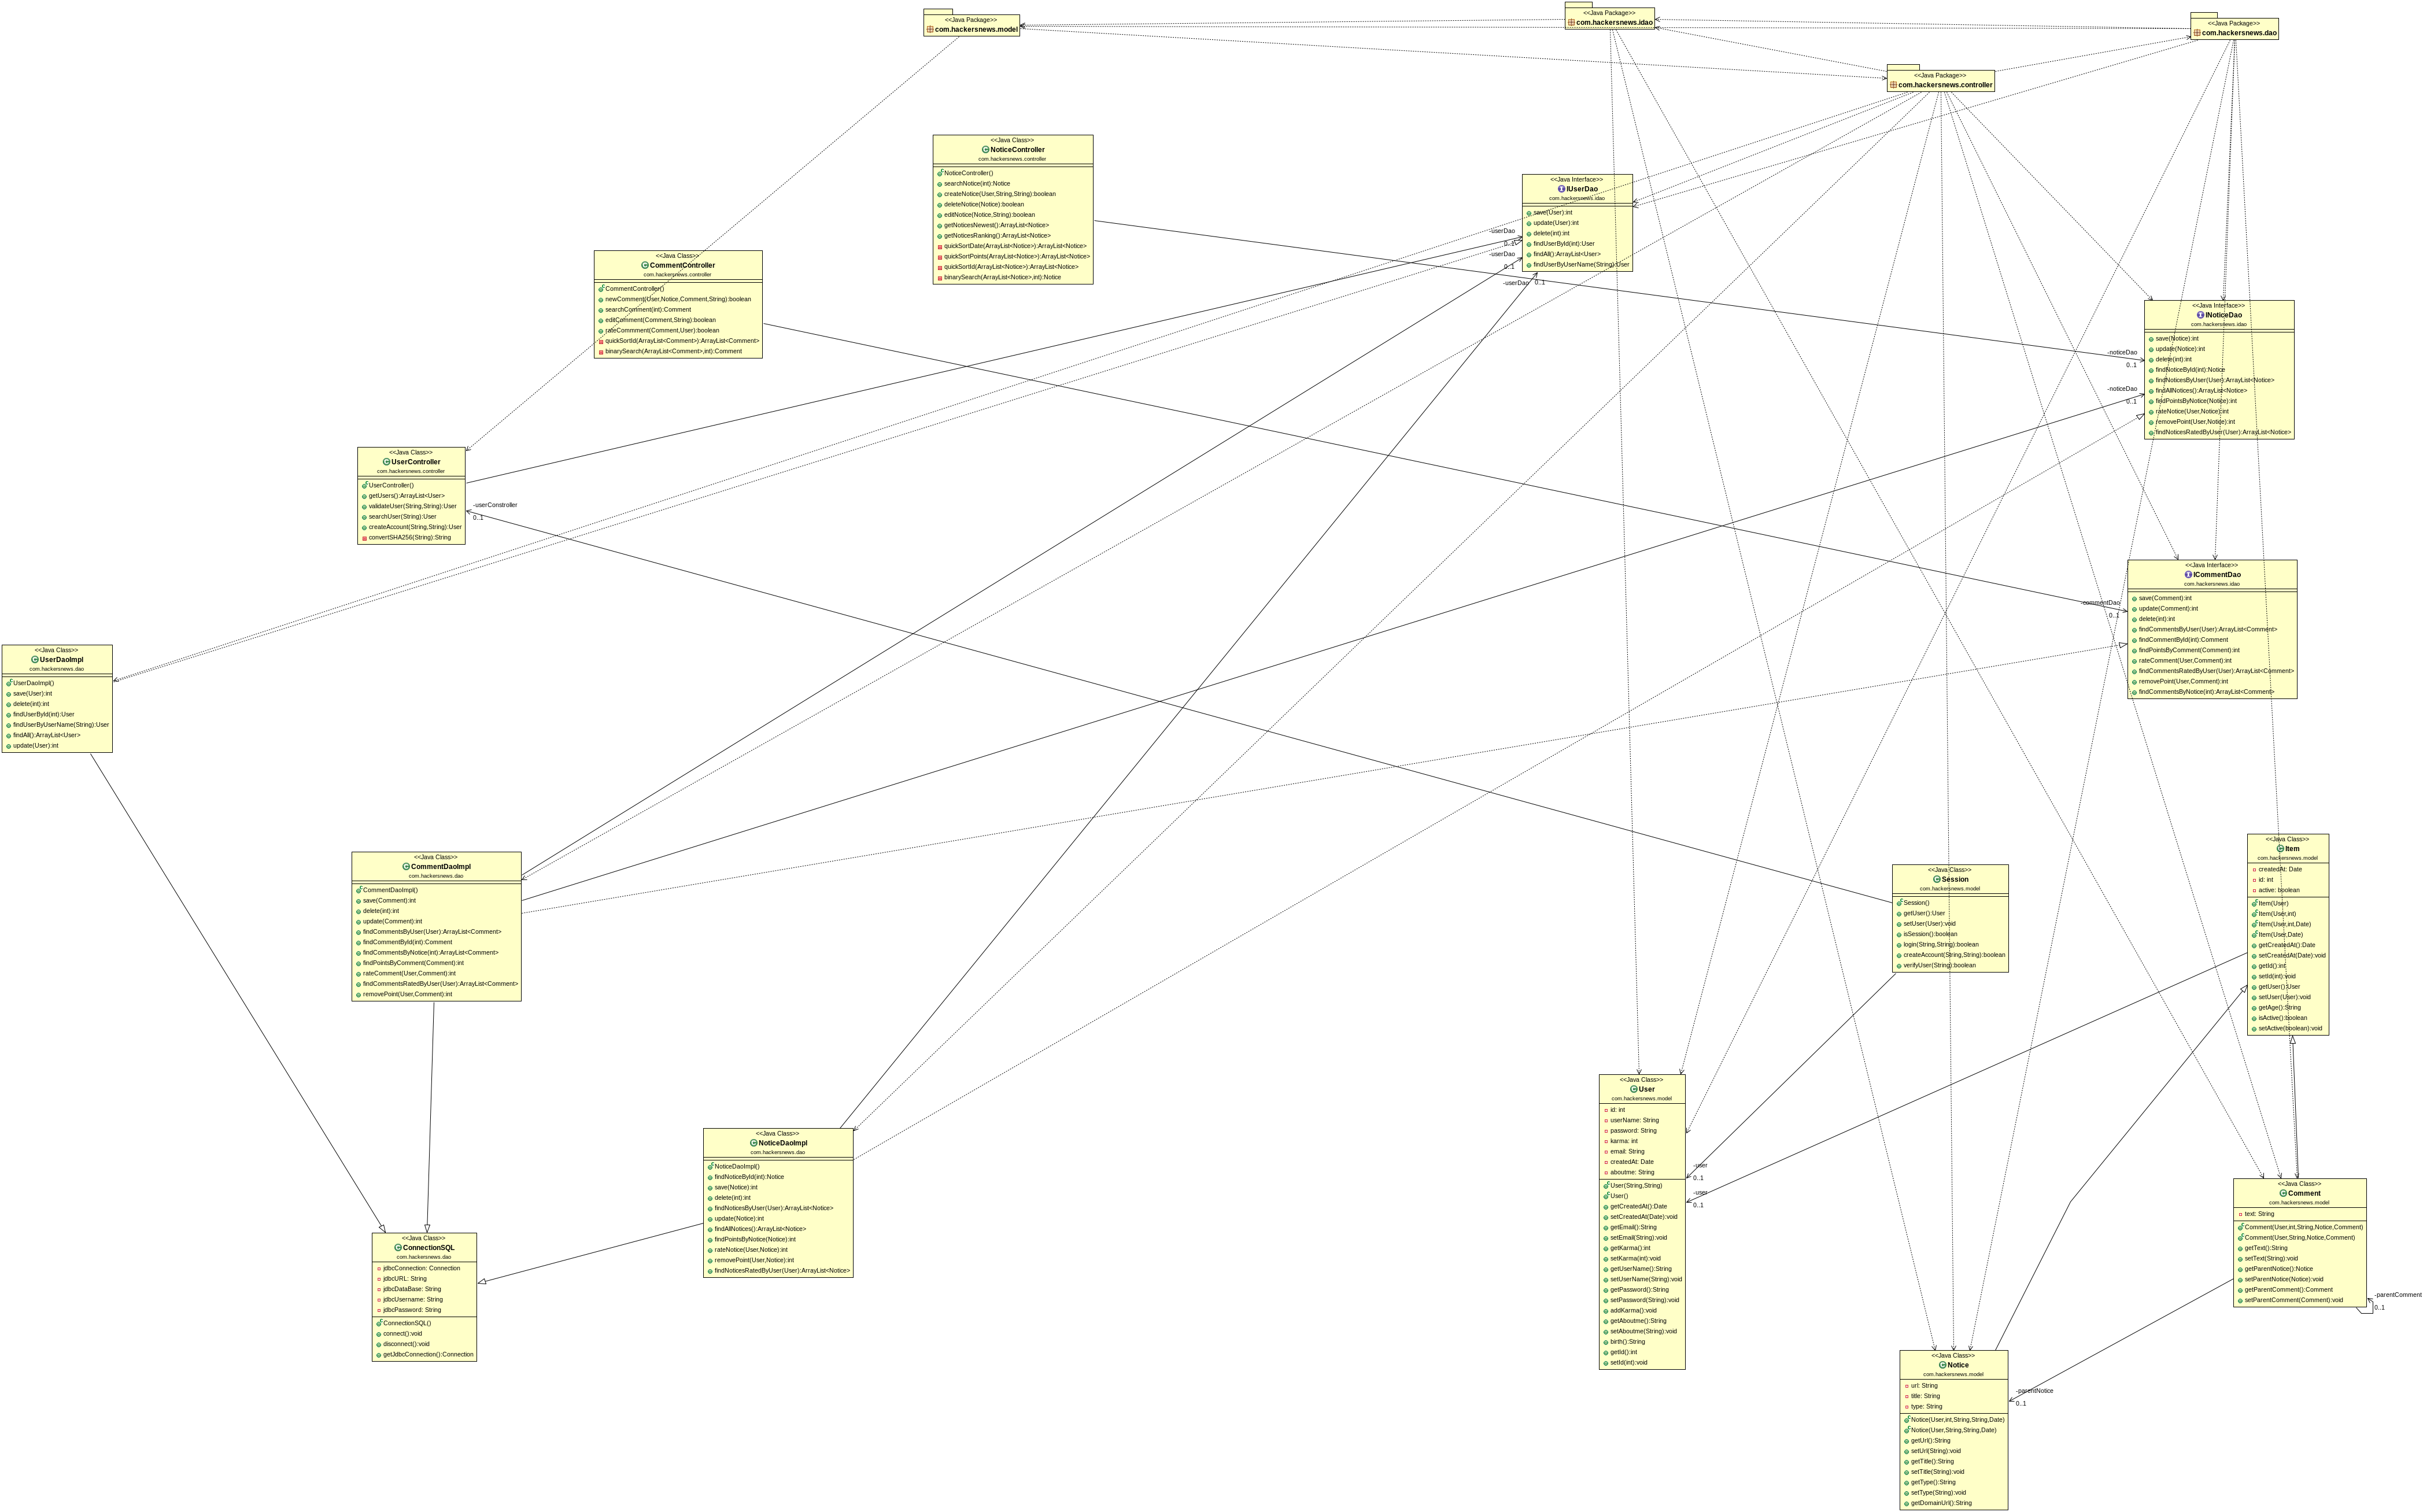 <<Java Package>>
com.hackersnews.model
<<Java Package>>
com.hackersnews.idao
<<Java Package>>
com.hackersnews.dao
<<Java Package>>
com.hackersnews.controller
<<Java Class>>
NoticeController
com.hackersnews.controller
NoticeController()
searchNotice(int):Notice
createNotice(User,String,String):boolean
deleteNotice(Notice):boolean
editNotice(Notice,String):boolean
getNoticesNewest():ArrayList<Notice>
getNoticesRanking():ArrayList<Notice>
quickSortDate(ArrayList<Notice>):ArrayList<Notice>
quickSortPoints(ArrayList<Notice>):ArrayList<Notice>
quickSortId(ArrayList<Notice>):ArrayList<Notice>
binarySearch(ArrayList<Notice>,int):Notice
<<Java Interface>>
IUserDao
com.hackersnews.idao
save(User):int
update(User):int
delete(int):int
findUserById(int):User
findAll():ArrayList<User>
findUserByUserName(String):User
-userDao
0..1
-userDao
0..1
-userDao
0..1
<<Java Class>>
CommentController
com.hackersnews.controller
CommentController()
newComment(User,Notice,Comment,String):boolean
searchComment(int):Comment
editComment(Comment,String):boolean
rateCommment(Comment,User):boolean
quickSortId(ArrayList<Comment>):ArrayList<Comment>
binarySearch(ArrayList<Comment>,int):Comment
<<Java Interface>>
INoticeDao
com.hackersnews.idao
save(Notice):int
update(Notice):int
delete(int):int
findNoticeById(int):Notice
findNoticesByUser(User):ArrayList<Notice>
findAllNotices():ArrayList<Notice>
findPointsByNotice(Notice):int
rateNotice(User,Notice):int
removePoint(User,Notice):int
findNoticesRatedByUser(User):ArrayList<Notice>
-noticeDao
0..1
-noticeDao
0..1
<<Java Class>>
UserController
com.hackersnews.controller
UserController()
getUsers():ArrayList<User>
validateUser(String,String):User
searchUser(String):User
createAccount(String,String):User
convertSHA256(String):String
-userConstroller
0..1
<<Java Interface>>
ICommentDao
com.hackersnews.idao
save(Comment):int
update(Comment):int
delete(int):int
findCommentsByUser(User):ArrayList<Comment>
findCommentById(int):Comment
findPointsByComment(Comment):int
rateComment(User,Comment):int
findCommentsRatedByUser(User):ArrayList<Comment>
removePoint(User,Comment):int
findCommentsByNotice(int):ArrayList<Comment>
-commentDao
0..1
<<Java Class>>
UserDaoImpl
com.hackersnews.dao
UserDaoImpl()
save(User):int
delete(int):int
findUserById(int):User
findUserByUserName(String):User
findAll():ArrayList<User>
update(User):int
<<Java Class>>
CommentDaoImpl
com.hackersnews.dao
CommentDaoImpl()
save(Comment):int
delete(int):int
update(Comment):int
findCommentsByUser(User):ArrayList<Comment>
findCommentById(int):Comment
findCommentsByNotice(int):ArrayList<Comment>
findPointsByComment(Comment):int
rateComment(User,Comment):int
findCommentsRatedByUser(User):ArrayList<Comment>
removePoint(User,Comment):int
<<Java Class>>
Session
com.hackersnews.model
Session()
getUser():User
setUser(User):void
isSession():boolean
login(String,String):boolean
createAccount(String,String):boolean
verifyUser(String):boolean
<<Java Class>>
Item
com.hackersnews.model
createdAt: Date
id: int
active: boolean
Item(User)
Item(User,int)
Item(User,int,Date)
Item(User,Date)
getCreatedAt():Date
setCreatedAt(Date):void
getId():int
setId(int):void
getUser():User
setUser(User):void
getAge():String
isActive():boolean
setActive(boolean):void
<<Java Class>>
User
com.hackersnews.model
id: int
userName: String
password: String
karma: int
email: String
createdAt: Date
aboutme: String
User(String,String)
User()
getCreatedAt():Date
setCreatedAt(Date):void
getEmail():String
setEmail(String):void
getKarma():int
setKarma(int):void
getUserName():String
setUserName(String):void
getPassword():String
setPassword(String):void
addKarma():void
getAboutme():String
setAboutme(String):void
birth():String
getId():int
setId(int):void
-user
0..1
-user
0..1
<<Java Class>>
NoticeDaoImpl
com.hackersnews.dao
NoticeDaoImpl()
findNoticeById(int):Notice
save(Notice):int
delete(int):int
findNoticesByUser(User):ArrayList<Notice>
update(Notice):int
findAllNotices():ArrayList<Notice>
findPointsByNotice(Notice):int
rateNotice(User,Notice):int
removePoint(User,Notice):int
findNoticesRatedByUser(User):ArrayList<Notice>
<<Java Class>>
Comment
com.hackersnews.model
text: String
Comment(User,int,String,Notice,Comment)
Comment(User,String,Notice,Comment)
getText():String
setText(String):void
getParentNotice():Notice
setParentNotice(Notice):void
getParentComment():Comment
setParentComment(Comment):void
-parentComment
0..1
<<Java Class>>
ConnectionSQL
com.hackersnews.dao
jdbcConnection: Connection
jdbcURL: String
jdbcDataBase: String
jdbcUsername: String
jdbcPassword: String
ConnectionSQL()
connect():void
disconnect():void
getJdbcConnection():Connection
<<Java Class>>
Notice
com.hackersnews.model
url: String
title: String
type: String
Notice(User,int,String,String,Date)
Notice(User,String,String,Date)
getUrl():String
setUrl(String):void
getTitle():String
setTitle(String):void
getType():String
setType(String):void
getDomainUrl():String
-parentNotice
0..1